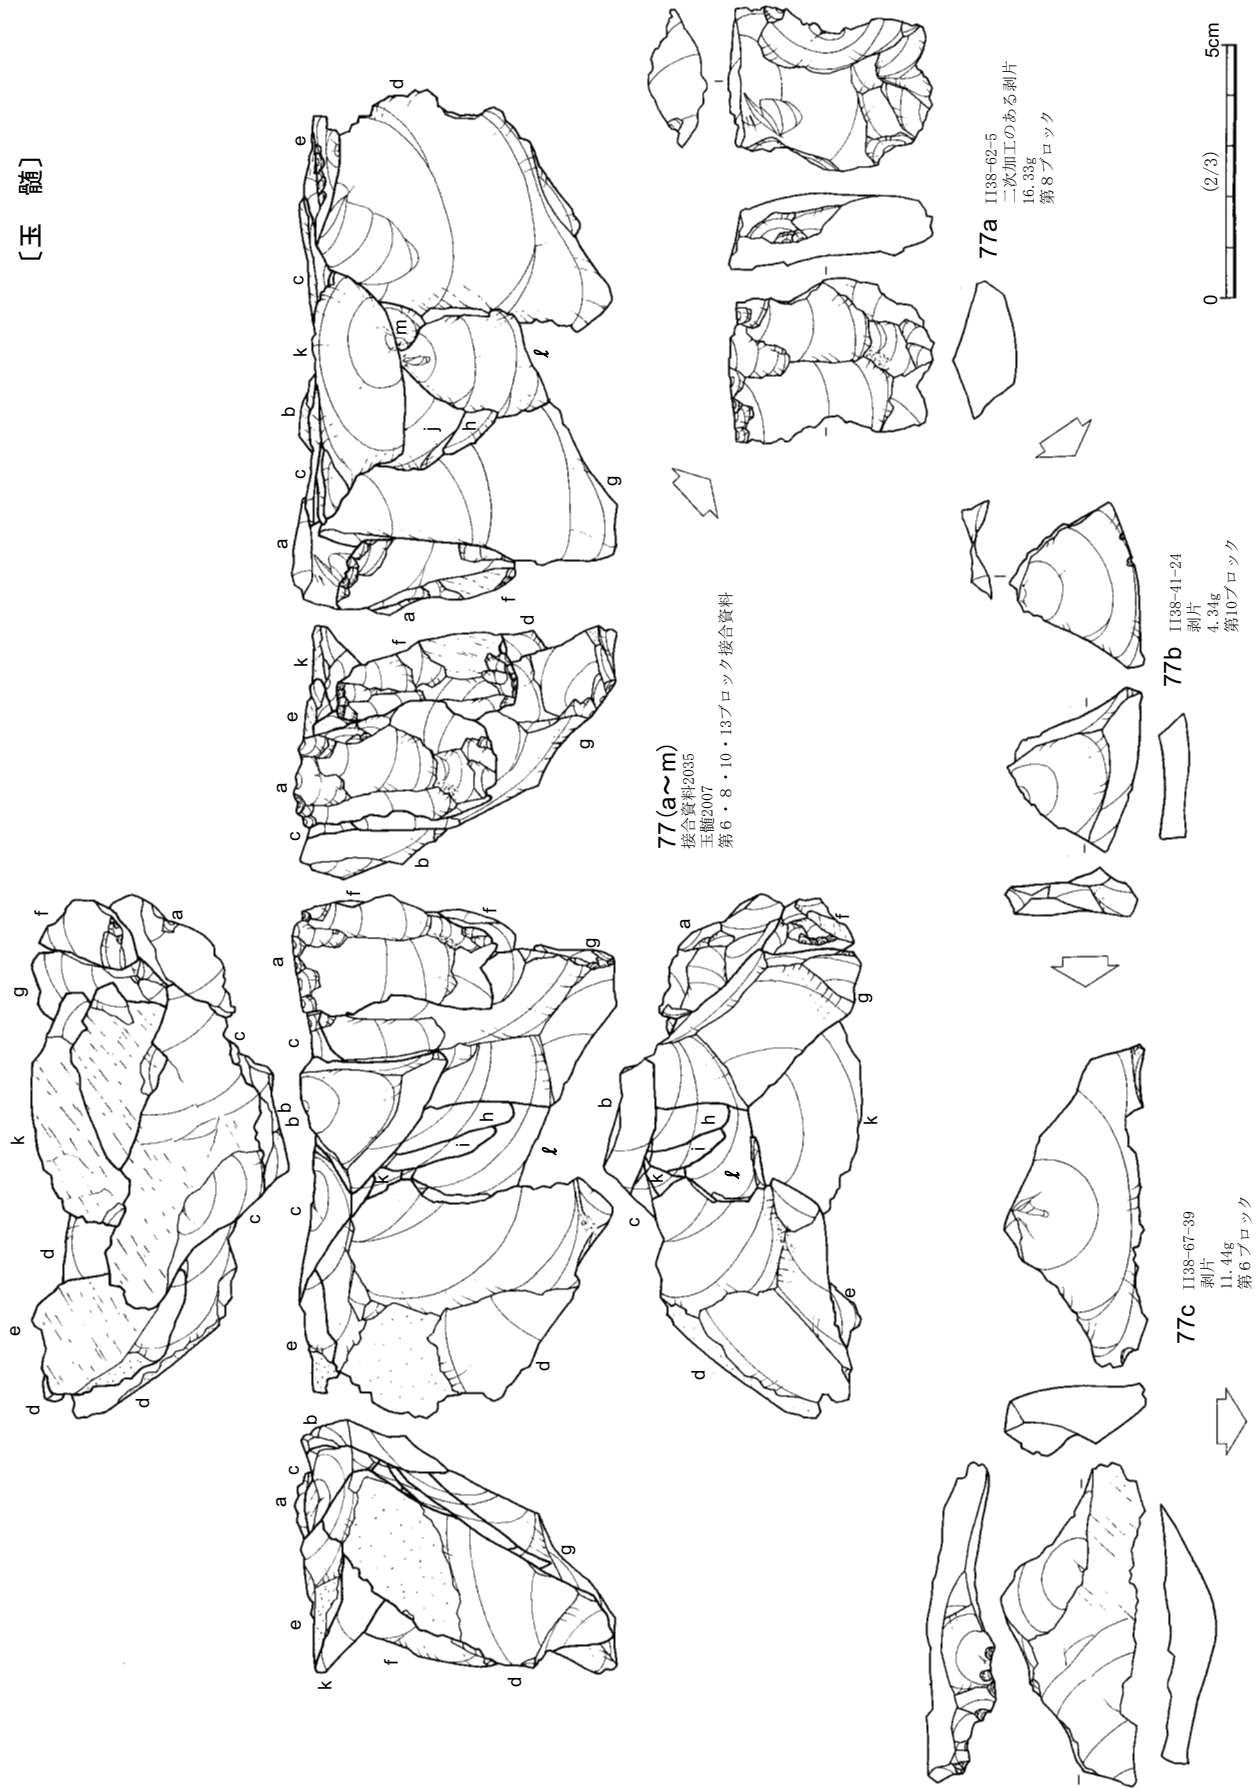 〔玉　髄〕
e
d
c
k
b
c
a
m
ℓ
j
h
g
a
f
k
f
d
e
a
c
b
g
77(a～m)
接合資料2035
玉髄2007
第6・8・10・13ブロック接合資料
g
f
a
k
c
b
d
c
e
d
d
a
f
f
c
g
b
h
i
ℓ
k
c
e
d
a
f
g
b
h
i
k
ℓ
k
c
d
e
b
c
a
e
g
f
d
k
77a
II38-62-5
二次加工のある剥片
16.33g
第8ブロック
77b
II38-41-24
剥片
4.34g
第10ブロック
77c
II38-67-39
剥片
11.44g
第6ブロック
0
(2/3)
5cm